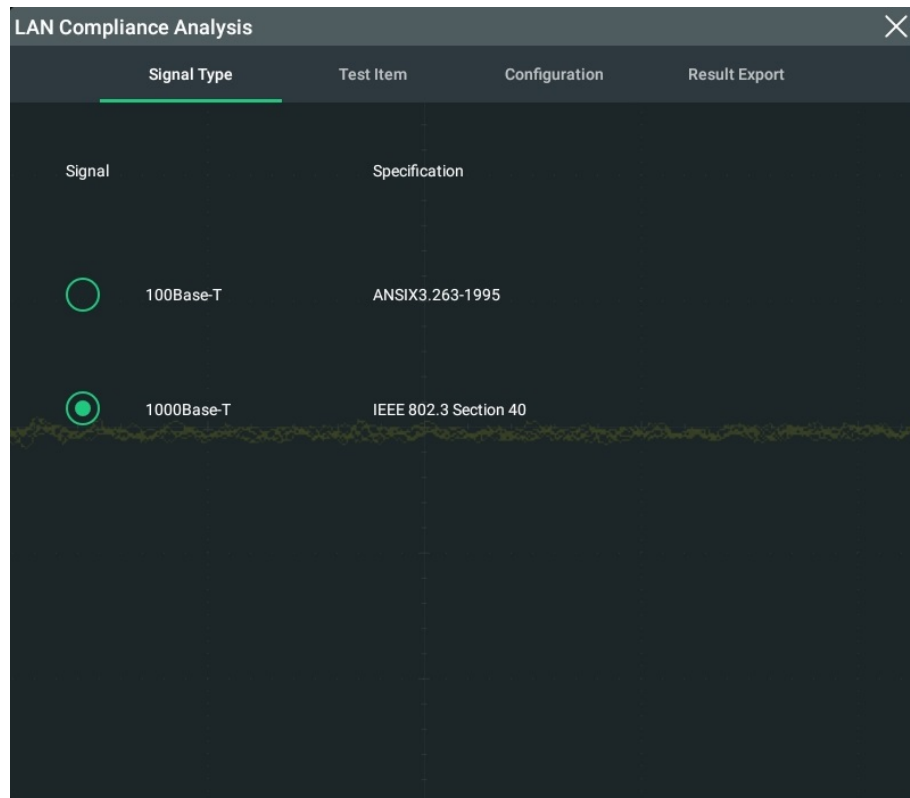 LAN Compliance Analysis
Signal Type Test Item Configuration Result Export
Signal Specification
100Base-T ANSIX3.263-1995
1000Base-T IEEE 802.3 Section 40